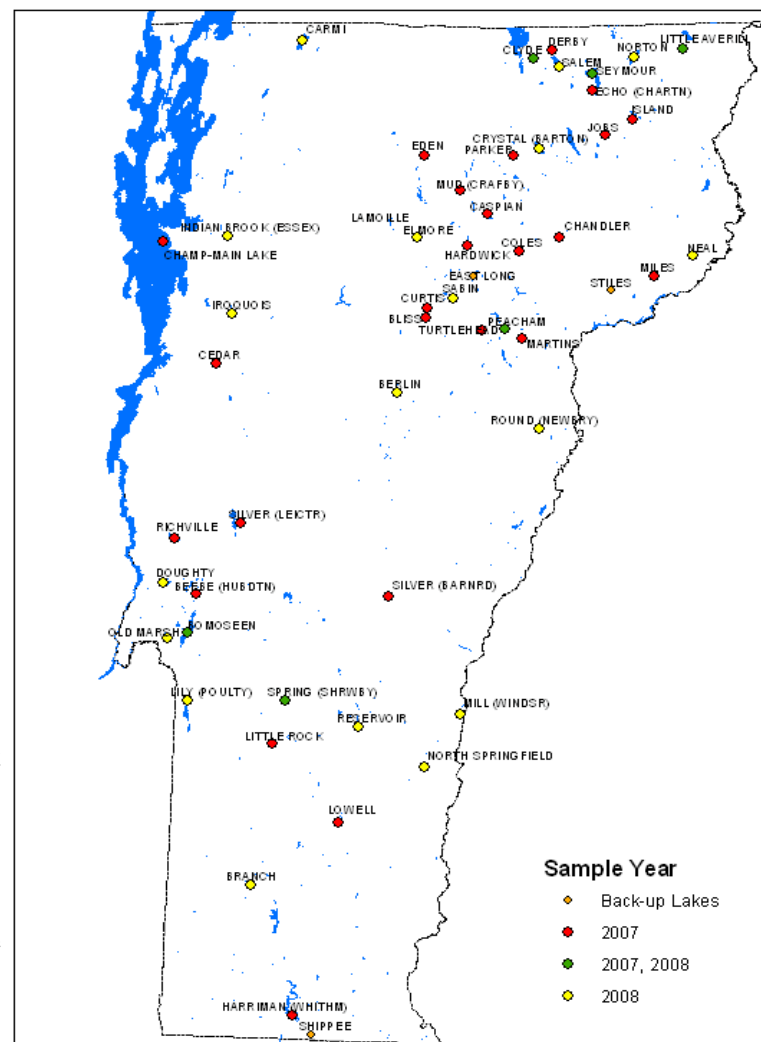 CARMI
DERBY
LITTLE AVERILL
CLYDE
NORTON
SALEM
SEYMOUR
ECHO (CHARTN)
ISLAND
JOBS
CRYSTAL (BARTON)
EDEN
PARKER
MUD (CRAFBY)
CASPIAN
LAMOILLE
INDIAN BROOK (ESSEX)
ELMORE
CHANDLER
CHAMP-MAIN LAKE
HARDWICK
COLES
NEAL
EAST LONG
MILES
STILES
SABIN
CURTIS
IROQUOIS
BLISS
PEACHAM
TURTLEHEAD
MARTINS
CEDAR
BERLIN
ROUND (NEWBRY)
SILVER (LEICTR)
RICHVILLE
DOUGHTY
BEEBE (HUBDTN)
SILVER (BARNRD)
OLD MARSH
BOMOSEEN
LILY (POULTY)
SPRING (SHRWBY)
MILL (WINDSR)
RESERVOIR
LITTLE ROCK
NORTH SPRINGFIELD
LOWELL
BRANCH
HARRIMAN (WHITHM)
SHIPPEE
Sample Year
Back-up Lakes
2007
2007, 2008
2008